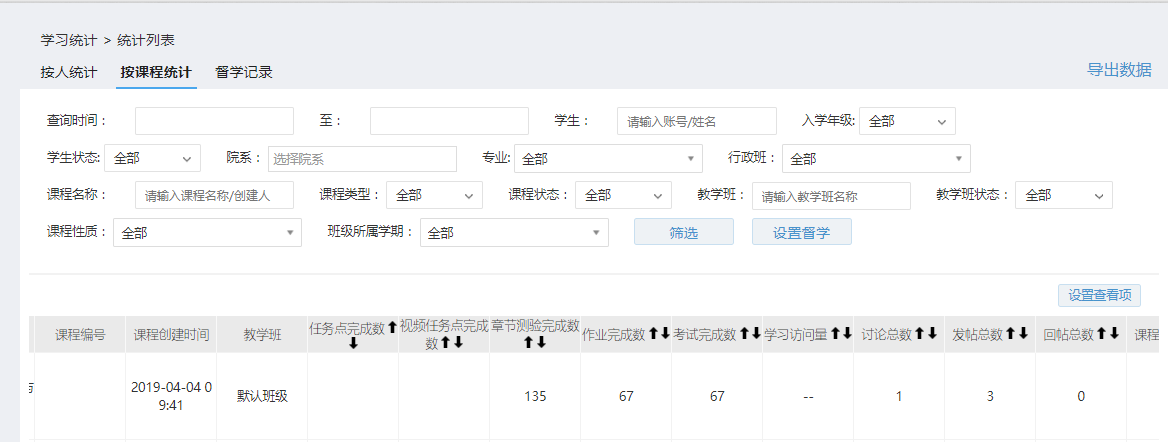 学习统计 > 统计列表
按人统计 按课程统计 督学记录 导出数据
查询时间： 至： 学生： 请输入账号/姓名 入学年级: 全部
学生状态: 全部 院系： 选择院系 专业: 全部 行政班： 全部
课程名称： 请输入课程名称/创建人 课程类型： 全部 课程状态： 全部 教学班： 请输入教学班名称 教学班状态： 全部
课程性质： 全部 班级所属学期： 全部 筛选 设置督学
设置查看项
课程编号 课程创建时间 教学班 任务点完成数 视频任务点完成数 章节测验完成数 作业完成数 考试完成数 学习访问量 讨论总数 发帖总数 回帖总数 课程
2019-04-04 09:41 默认班级 135 67 67 -- 1 3 0